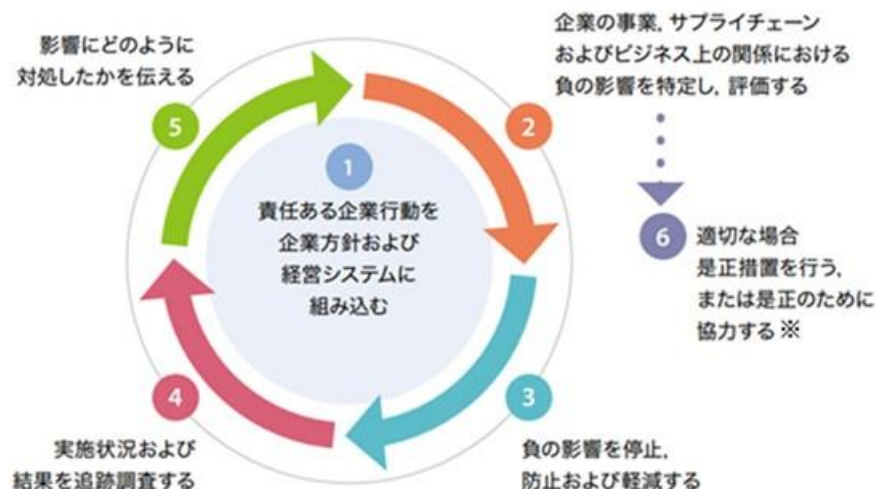 1
責任ある企業行動を
企業方針および
経営システムに
組み込む
2
企業の事業, サプライチェーン
およびビジネス上の関係における
負の影響を特定し, 評価する
3
負の影響を停止,
防止および軽減する
4
実施状況および
結果を追跡調査する
5
影響にどのように
対処したかを伝える
6
適切な場合
是正措置を行う,
または是正のために
協力する※